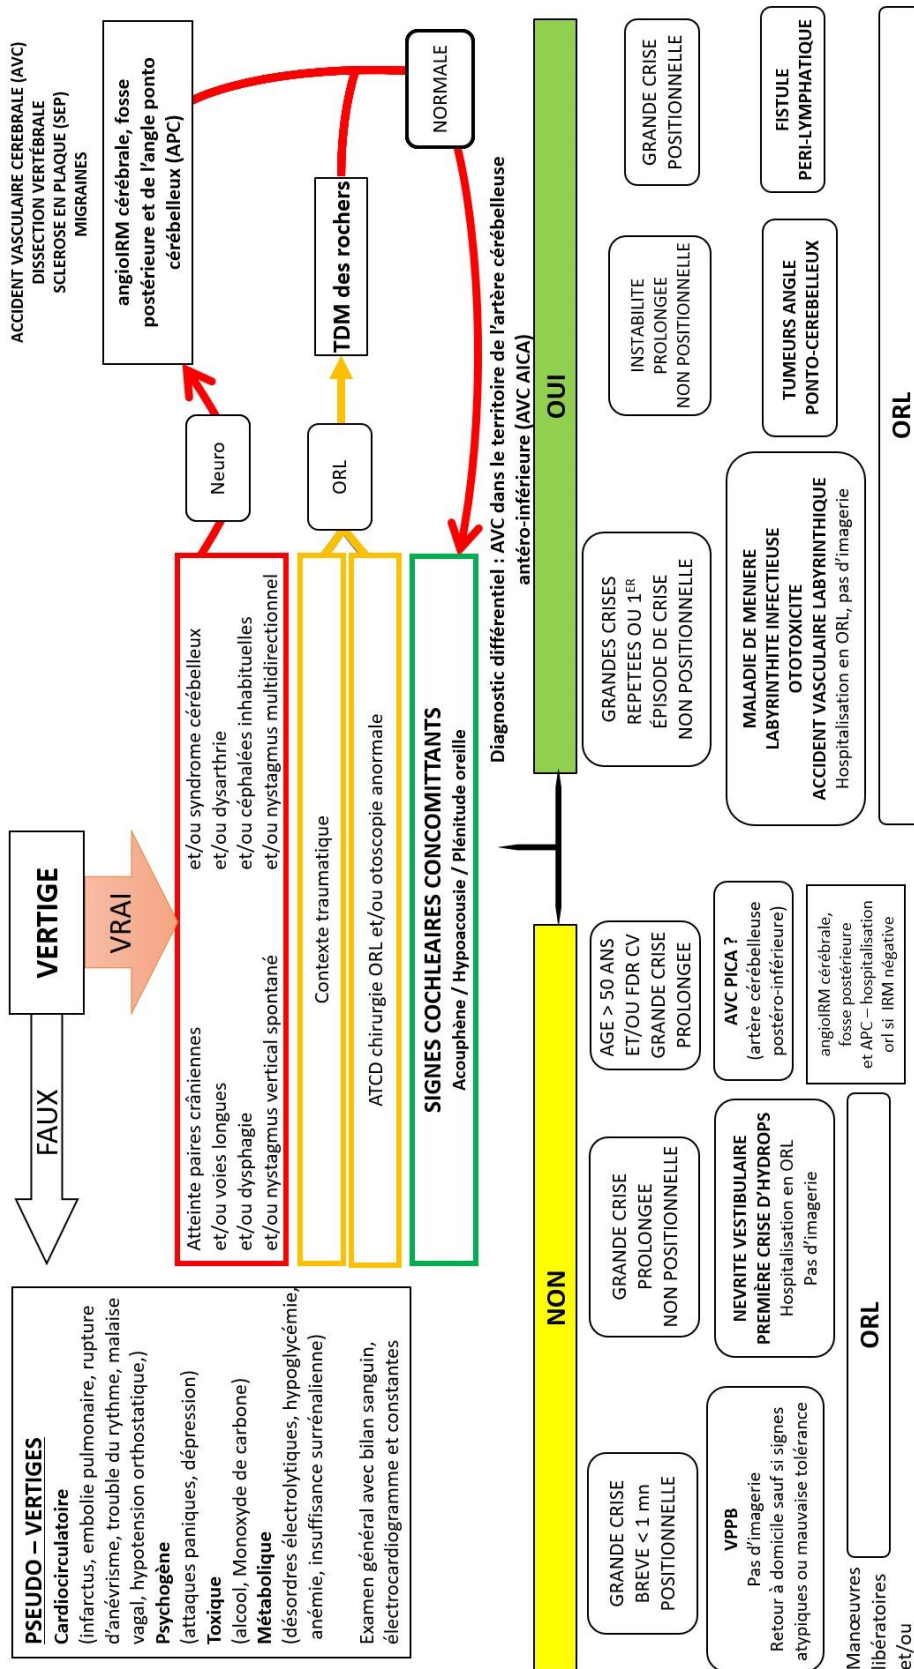 VERTIGE
FAUX
VRAI
PSEUDO – VERTIGES
Cardiocirculatoire
(infarctus, embolie pulmonaire, rupture
d'anévrisme, trouble du rythme, malaise
vagal, hypotension orthostatique,)
Psychogène
(attaques paniques, dépression)
Toxique
(alcool, Monoxyde de carbone)
Métabolique
(désordres électrolytiques, hypoglycémie,
anémie, insuffisance surrénalienne)
Examen général avec bilan sanguin,
électrocardiogramme et constantes
Atteinte paires crâniennes
et/ou voies longues
et/ou dysphagie
et/ou nystagmus vertical spontané
et/ou syndrome cérébelleux
et/ou dysarthrie
et/ou céphalées inhabituelles
et/ou nystagmus multidirectionnel
Neuro
ACCIDENT VASCULAIRE CEREBRALE (AVC)
DISSECTION VERTÉBRALE
SCLEROSE EN PLAQUE (SEP)
MIGRAINES
angioIRM cérébrale, fosse
postérieure et de l'angle ponto
cérébelleux (APC)
Contexte traumatique
ATCD chirurgie ORL et/ou otoscopie anormale
ORL
TDM des rochers
NORMALE
SIGNES COCHLEAIRES CONCOMITTANTS
Acouphène / Hypoacousie / Plénitude oreille
Diagnostic différentiel : AVC dans le territoire de l'artère cérébelleuse
antéro-inférieure (AVC AICA)
NON
OUI
GRANDE CRISE
BREVE < 1 mn
POSITIONNELLE
GRANDE CRISE
PROLONGEE
NON POSITIONNELLE
AGE > 50 ANS
ET/OU FDR CV
GRANDE CRISE
PROLONGEE
GRANDES CRISES
REPETEES OU 1ER
ÉPISODE DE CRISE
NON POSITIONNELLE
INSTABILITE
PROLONGEE
NON POSITIONNELLE
GRANDE CRISE
POSITIONNELLE
VPPB
Pas d'imagerie
Retour à domicile sauf si signes
atypiques ou mauvaise tolérance
NEVRITE VESTIBULAIRE
PREMIÈRE CRISE D'HYDROPS
Hospitalisation en ORL
Pas d'imagerie
AVC PICA ?
(artère cérébelleuse
postéro-inférieure)
MALADIE DE MENIERE
LABYRINTHITE INFECTIEUSE
OTOTOXICITE
ACCIDENT VASCULAIRE LABYRINTHIQUE
Hospitalisation en ORL, pas d'imagerie
TUMEURS ANGLE
PONTO-CEREBELLEUX
FISTULE
PERI-LYMPHATIQUE
angioIRM cérébrale,
fosse postérieure
et APC – hospitalisation
orl si IRM négative
Manœuvres
libératoires
et/ou
ORL
ORL